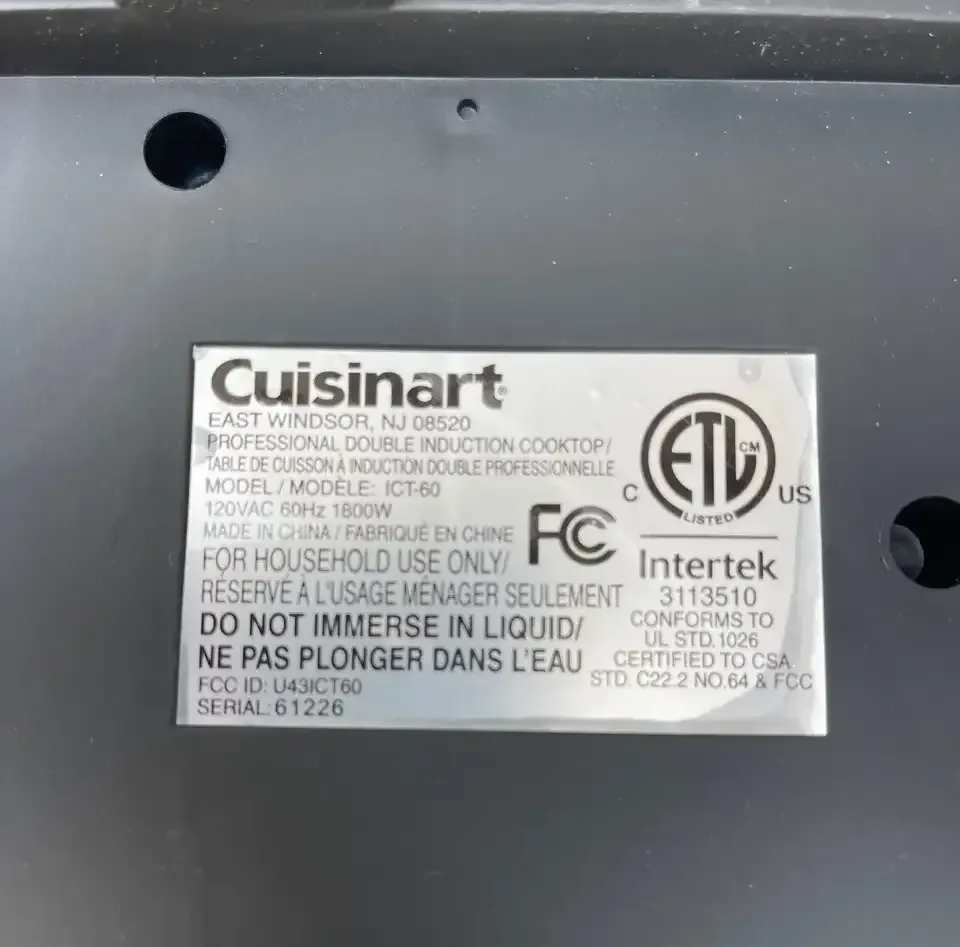 Cuisinart®
EAST WINDSOR, NJ 08520
PROFESSIONAL DOUBLE INDUCTION COOKTOP/
TABLE DE CUISSON À INDUCTION DOUBLE PROFESSIONNELLE
MODEL / MODÈLE: ICT-60
120VAC 60Hz 1800W
MADE IN CHINA / FABRIQUÉ EN CHINE
FOR HOUSEHOLD USE ONLY/
RÉSERVÉ À L'USAGE MÉNAGER SEULEMENT
DO NOT IMMERSE IN LIQUID/
NE PAS PLONGER DANS L'EAU
FCC ID: U43ICT60
SERIAL: 61226
FC
ETL CM
C US
LISTED
Intertek
3113510
CONFORMS TO
UL STD. 1026
CERTIFIED TO CSA
STD. C22.2 NO.64 & FCC